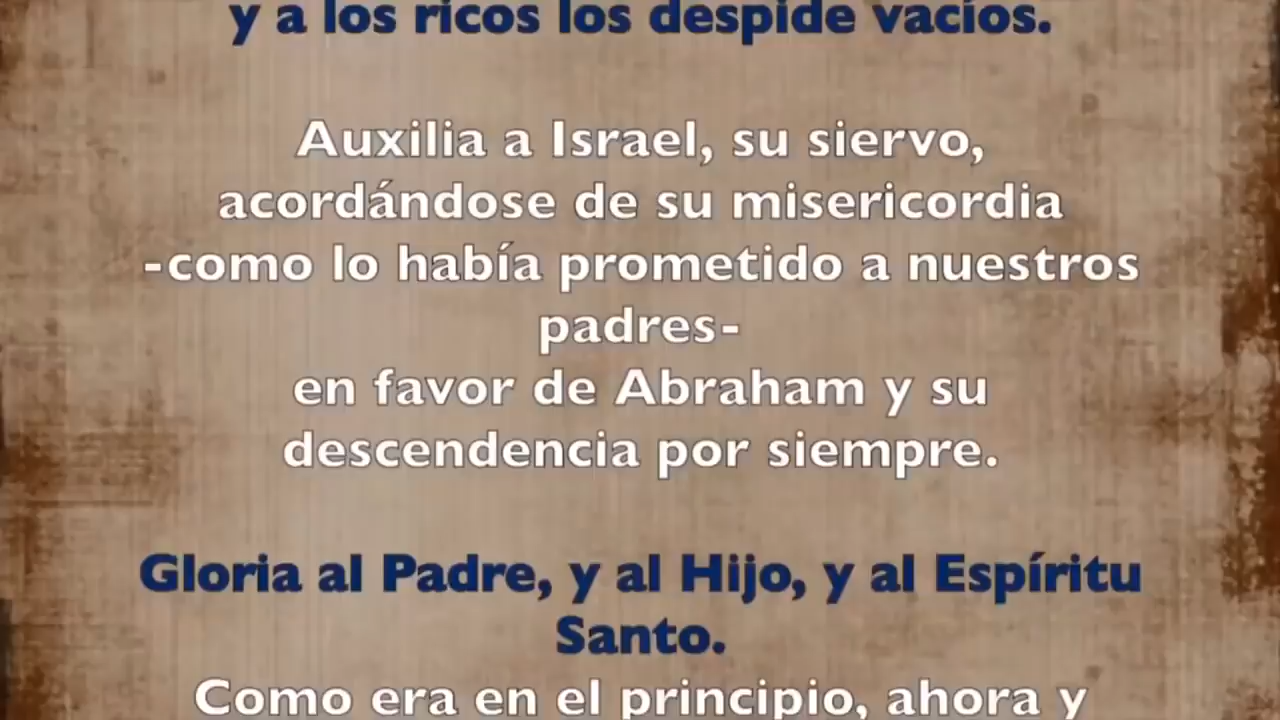 y a los ricos los despide vacíos.
Auxilia a Israel, su siervo,
acordándose de su misericordia
-como lo había prometido a nuestros
padres-
en favor de Abraham y su
descendencia por siempre.
Gloria al Padre, y al Hijo, y al Espíritu
Santo.
Como era en el principio, ahora y